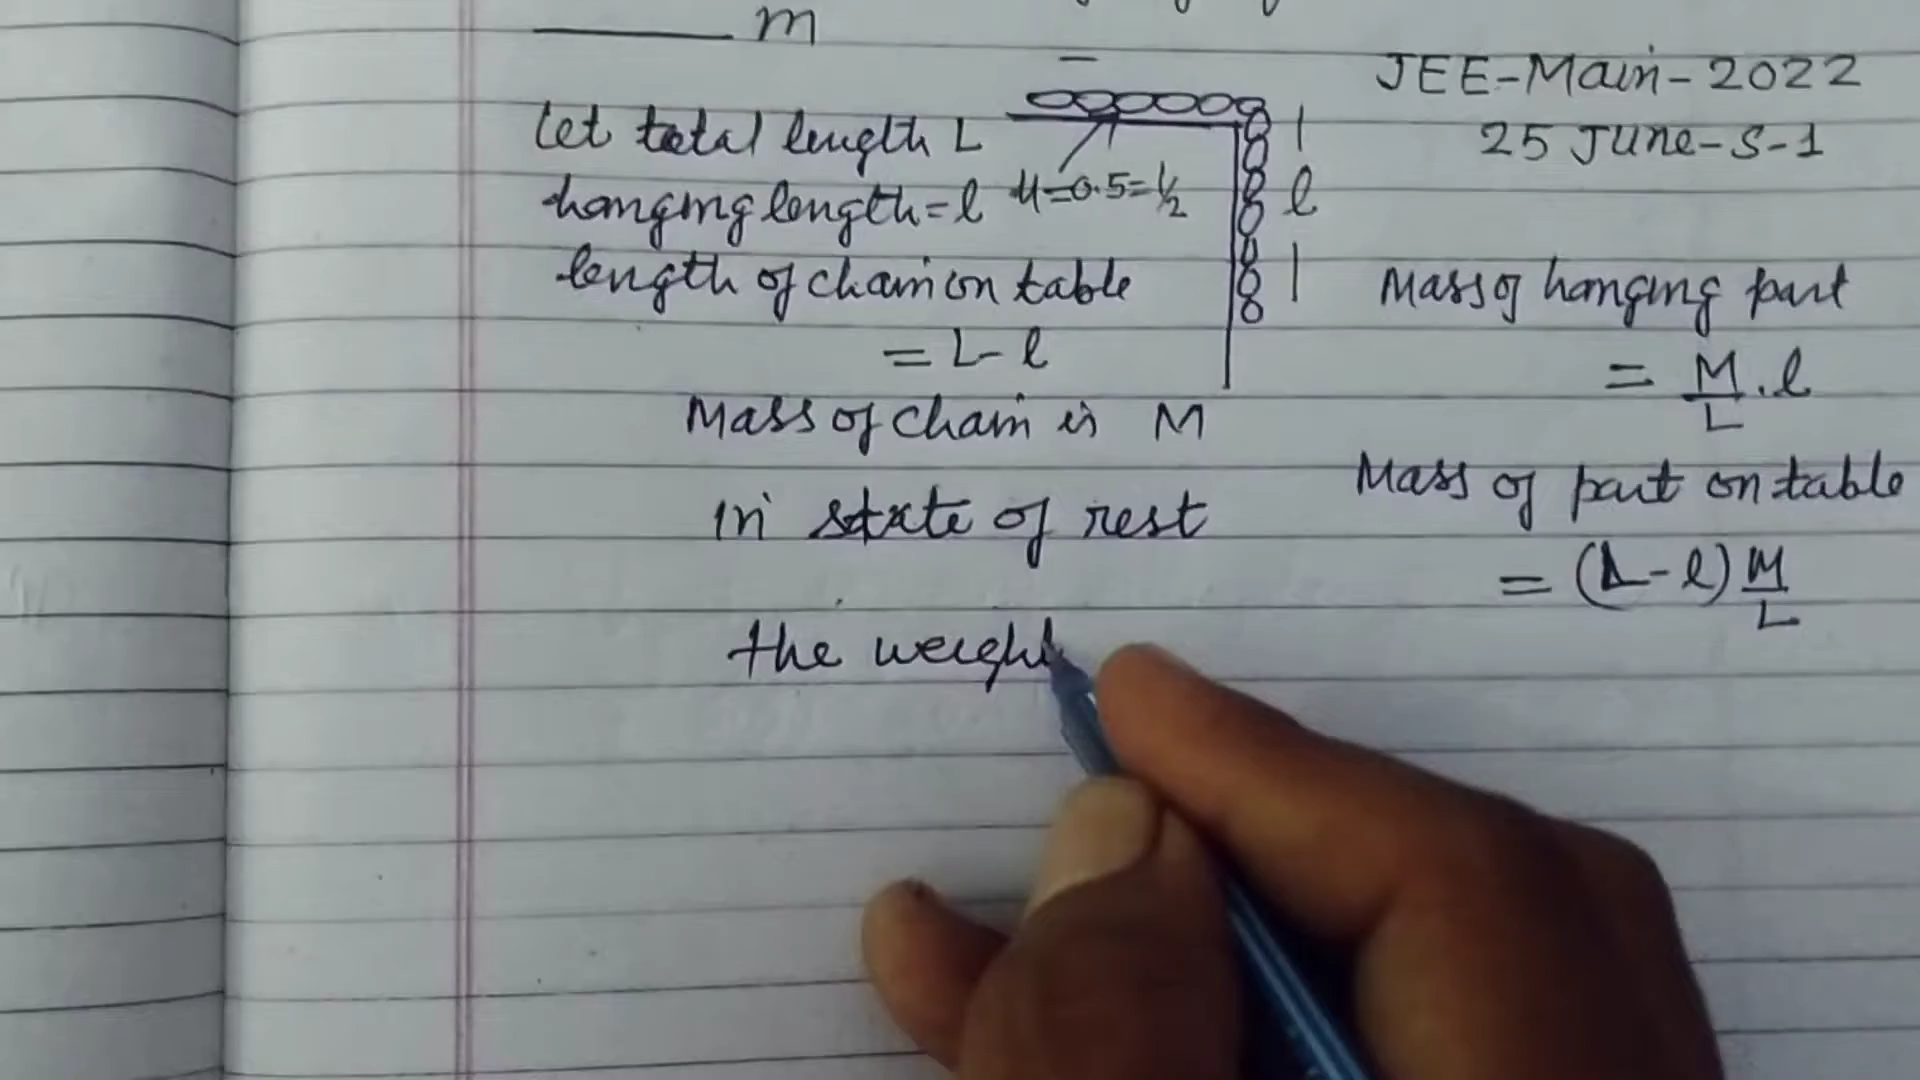 m
JEE-Main-2022
25 June-S-1
Let total length L
hanging length = l
μ=0.5=1/2
l
length of chain on table
= L-l
Mass of chain is M
In state of rest
the weight
Mass of hanging part
= M/L . l
Mass of part on table
= (L-l) M/L